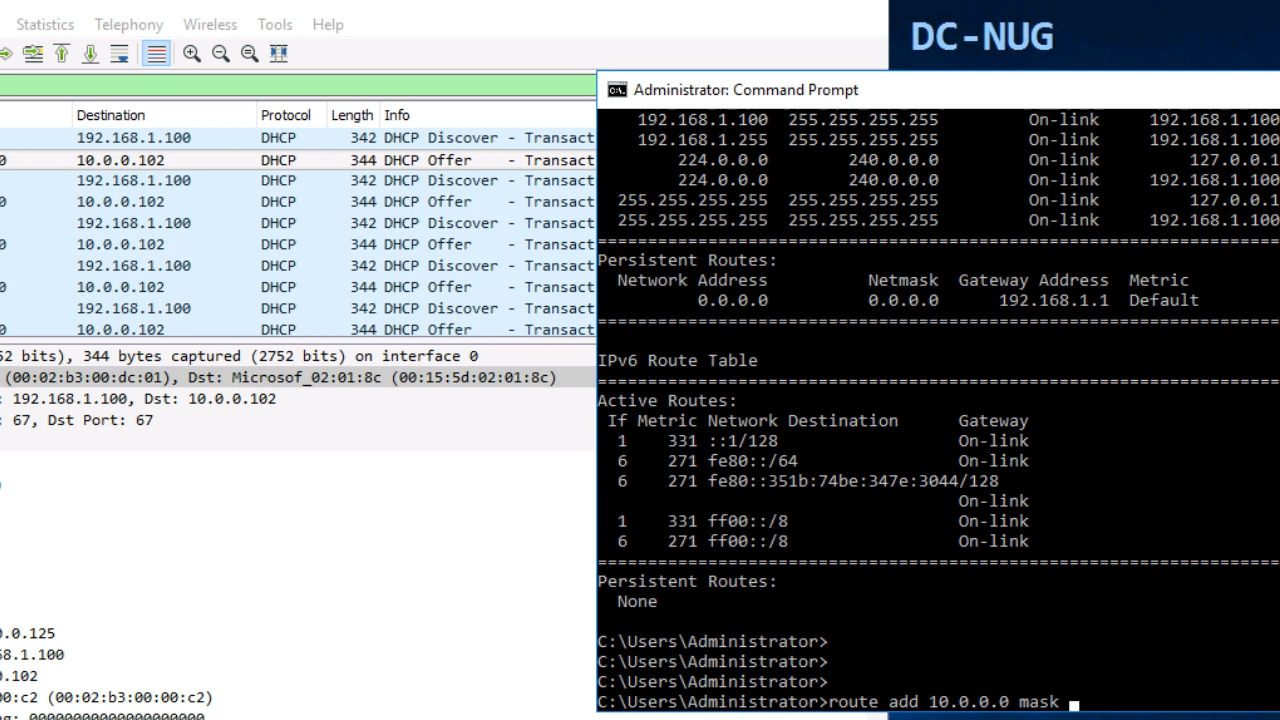 Statistics Telephony Wireless Tools Help
DC-NUG
Destination Protocol Length Info
192.168.1.100 DHCP 342 DHCP Discover - Transact
0 10.0.0.102 DHCP 344 DHCP Offer - Transact
192.168.1.100 DHCP 342 DHCP Discover - Transact
0 10.0.0.102 DHCP 344 DHCP Offer - Transact
192.168.1.100 DHCP 342 DHCP Discover - Transact
0 10.0.0.102 DHCP 344 DHCP Offer - Transact
192.168.1.100 DHCP 342 DHCP Discover - Transact
0 10.0.0.102 DHCP 344 DHCP Offer - Transact
192.168.1.100 DHCP 342 DHCP Discover - Transact
0 10.0.0.102 DHCP 344 DHCP Offer - Transact
52 bits), 344 bytes captured (2752 bits) on interface 0
(00:02:b3:00:dc:01), Dst: Microsof_02:01:8c (00:15:5d:02:01:8c)
: 192.168.1.100, Dst: 10.0.0.102
: 67, Dst Port: 67
)
0.0.125
68.1.100
0.102
00:c2 (00:02:b3:00:00:c2)
ng: 00000000000000000000
Administrator: Command Prompt
192.168.1.100 255.255.255.255 On-link 192.168.1.100
192.168.1.255 255.255.255.255 On-link 192.168.1.100
224.0.0.0 240.0.0.0 On-link 127.0.0.1
224.0.0.0 240.0.0.0 On-link 192.168.1.100
255.255.255.255 255.255.255.255 On-link 127.0.0.1
255.255.255.255 255.255.255.255 On-link 192.168.1.100
====================================================================
Persistent Routes:
Network Address Netmask Gateway Address Metric
0.0.0.0 0.0.0.0 192.168.1.1 Default
====================================================================
IPv6 Route Table
====================================================================
Active Routes:
If Metric Network Destination Gateway
1 331 ::1/128 On-link
6 271 fe80::/64 On-link
6 271 fe80::351b:74be:347e:3044/128
On-link
1 331 ff00::/8 On-link
6 271 ff00::/8 On-link
====================================================================
Persistent Routes:
None
C:\Users\Administrator>
C:\Users\Administrator>
C:\Users\Administrator>
C:\Users\Administrator>route add 10.0.0.0 mask